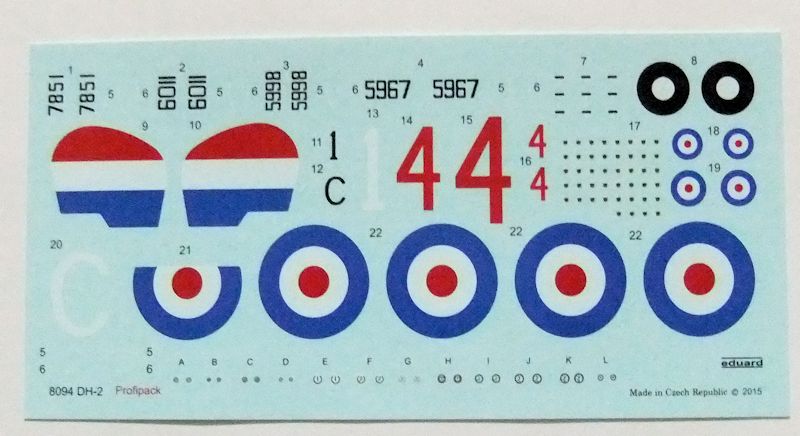 1 2 3 4 7 8
7851 7851 5 6 6011 6011 5 6 5998 5998 5 6 5967 5967 5 6
9 10 11 1 13 1 14 4 15 4 16 4 4 17 18
12 C 19
20 C 21 22 22 22 22
5 5
6 6
A B C D E F G H I J K L
eduard
8094 DH-2 Profipack
Made in Czech Republic © 2015